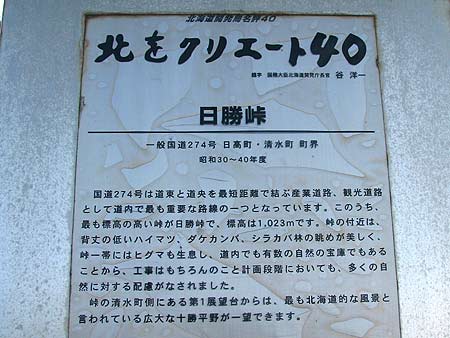 北海道開発局名所40
北をクリエート40
題字 国務大臣北海道開発庁長官 谷 洋一
日勝峠
一般国道274号 日高町・清水町 町界
昭和30〜40年度
国道274号は道東と道央を最短距離で結ぶ産業道路、観光道路
として道内で最も重要な路線の一つとなっています。このうち、
最も標高の高い峠が日勝峠で、標高は1,023mです。峠の付近は、
背丈の低いハイマツ、ダケカンバ、シラカバ林の眺めが美しく、
峠一帯にはヒグマも生息し、道内でも有数の自然の宝庫でもある
ことから、工事はもちろんのこと計画段階においても、多くの自
然に対する配慮がなされました。
峠の清水町側にある第1展望台からは、最も北海道的な風景と
言われている広大な十勝平野が一望できます。